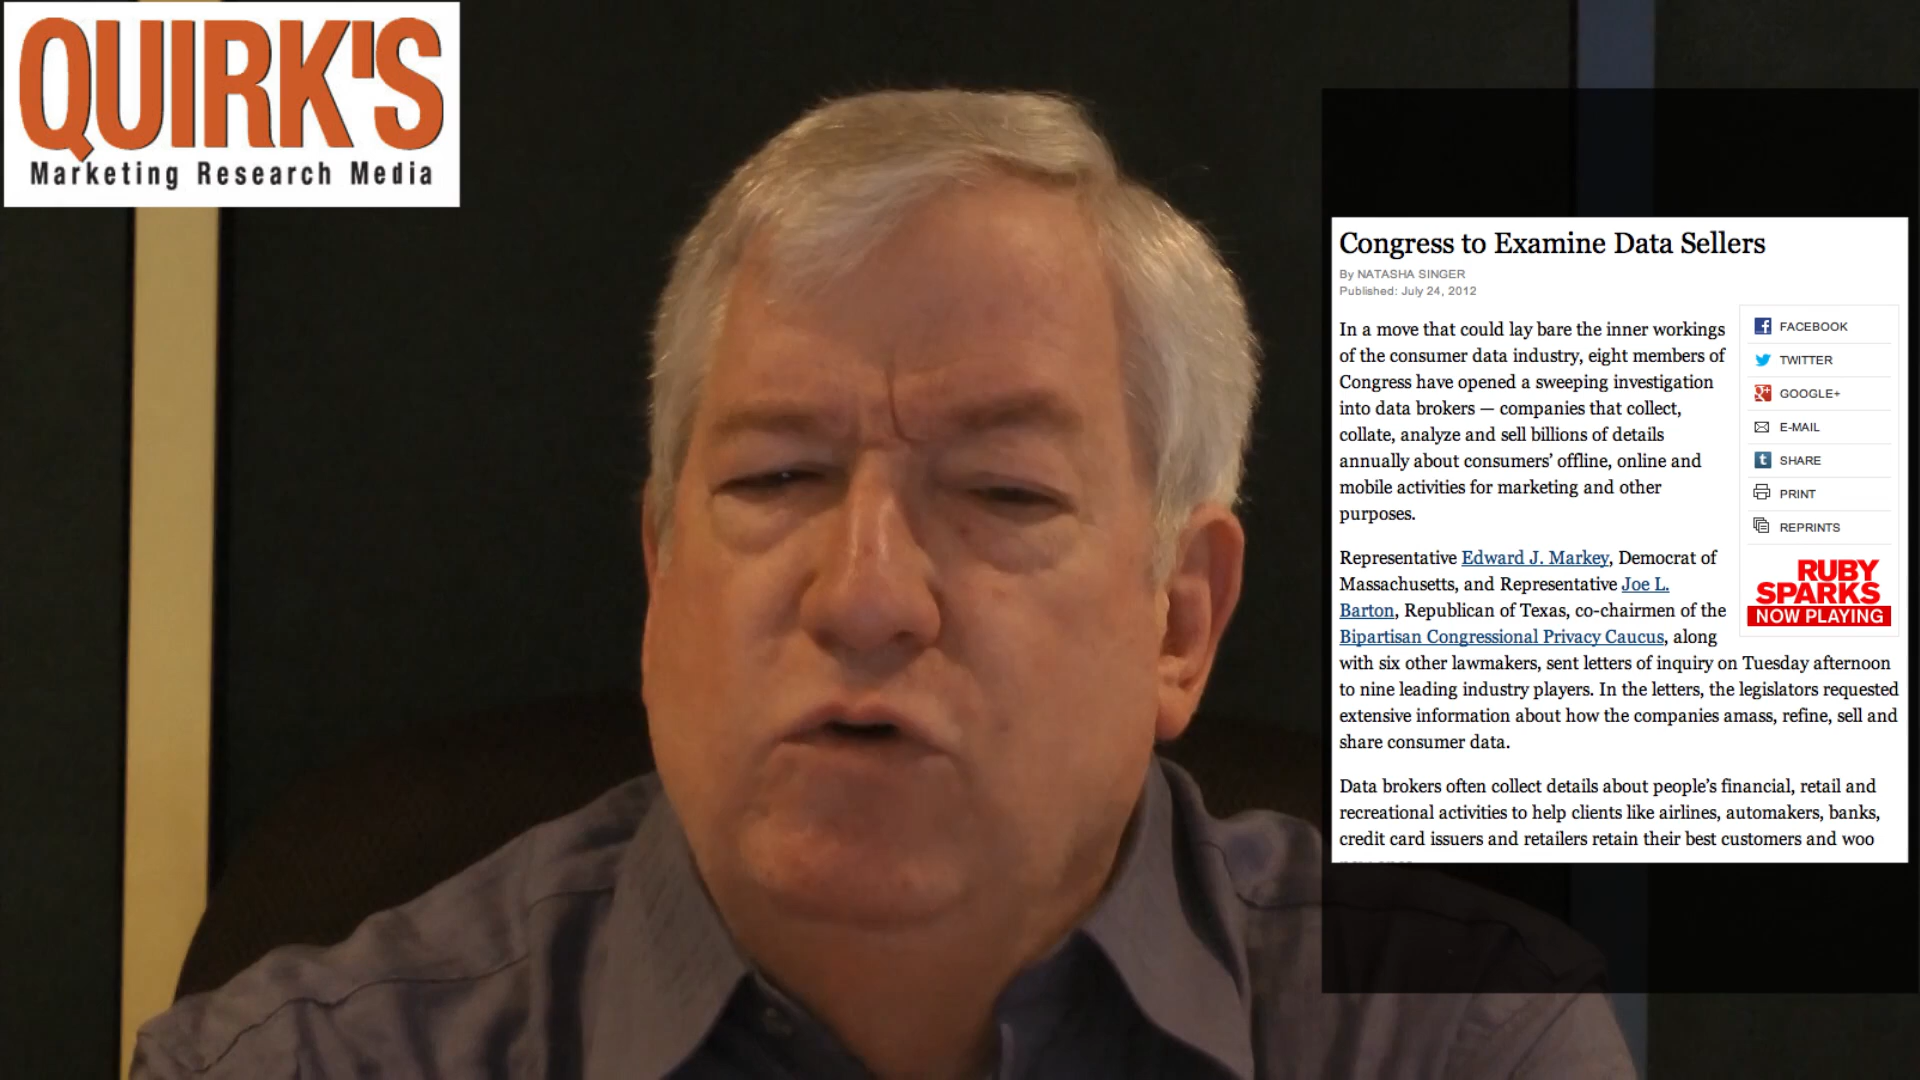 QUIRK'S
Marketing Research Media
Congress to Examine Data Sellers
By NATASHA SINGER
Published: July 24, 2012
In a move that could lay bare the inner workings
of the consumer data industry, eight members of
Congress have opened a sweeping investigation
into data brokers — companies that collect,
collate, analyze and sell billions of details
annually about consumers’ offline, online and
mobile activities for marketing and other
purposes.
FACEBOOK
TWITTER
GOOGLE+
E-MAIL
SHARE
PRINT
REPRINTS
RUBY
SPARKS
NOW PLAYING
Representative Edward J. Markey, Democrat of
Massachusetts, and Representative Joe L.
Barton, Republican of Texas, co-chairmen of the
Bipartisan Congressional Privacy Caucus, along
with six other lawmakers, sent letters of inquiry on Tuesday afternoon
to nine leading industry players. In the letters, the legislators requested
extensive information about how the companies amass, refine, sell and
share consumer data.
Data brokers often collect details about people’s financial, retail and
recreational activities to help clients like airlines, automakers, banks,
credit card issuers and retailers retain their best customers and woo